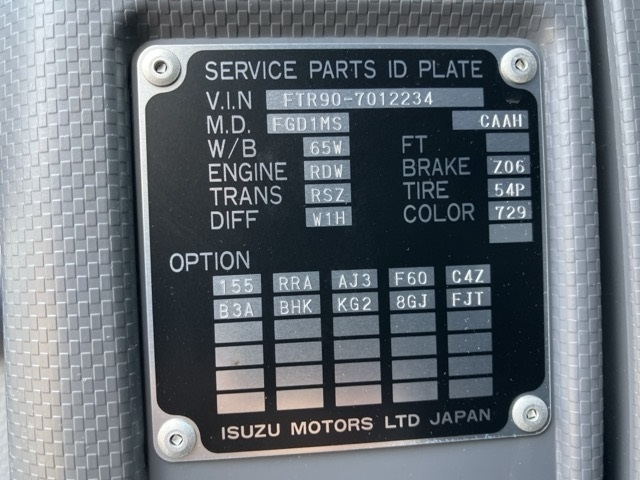 SERVICE PARTS ID PLATE
V.I.N FTR90-7012234
M.D. FGD1MS CAAH
W/B 65W FT
ENGINE RDW BRAKE Z06
TRANS RSZ TIRE 54P
DIFF W1H COLOR 729
OPTION
155 RRA AJ3 F60 C4Z
B3A BHK KG2 8GJ FJT
ISUZU MOTORS LTD JAPAN